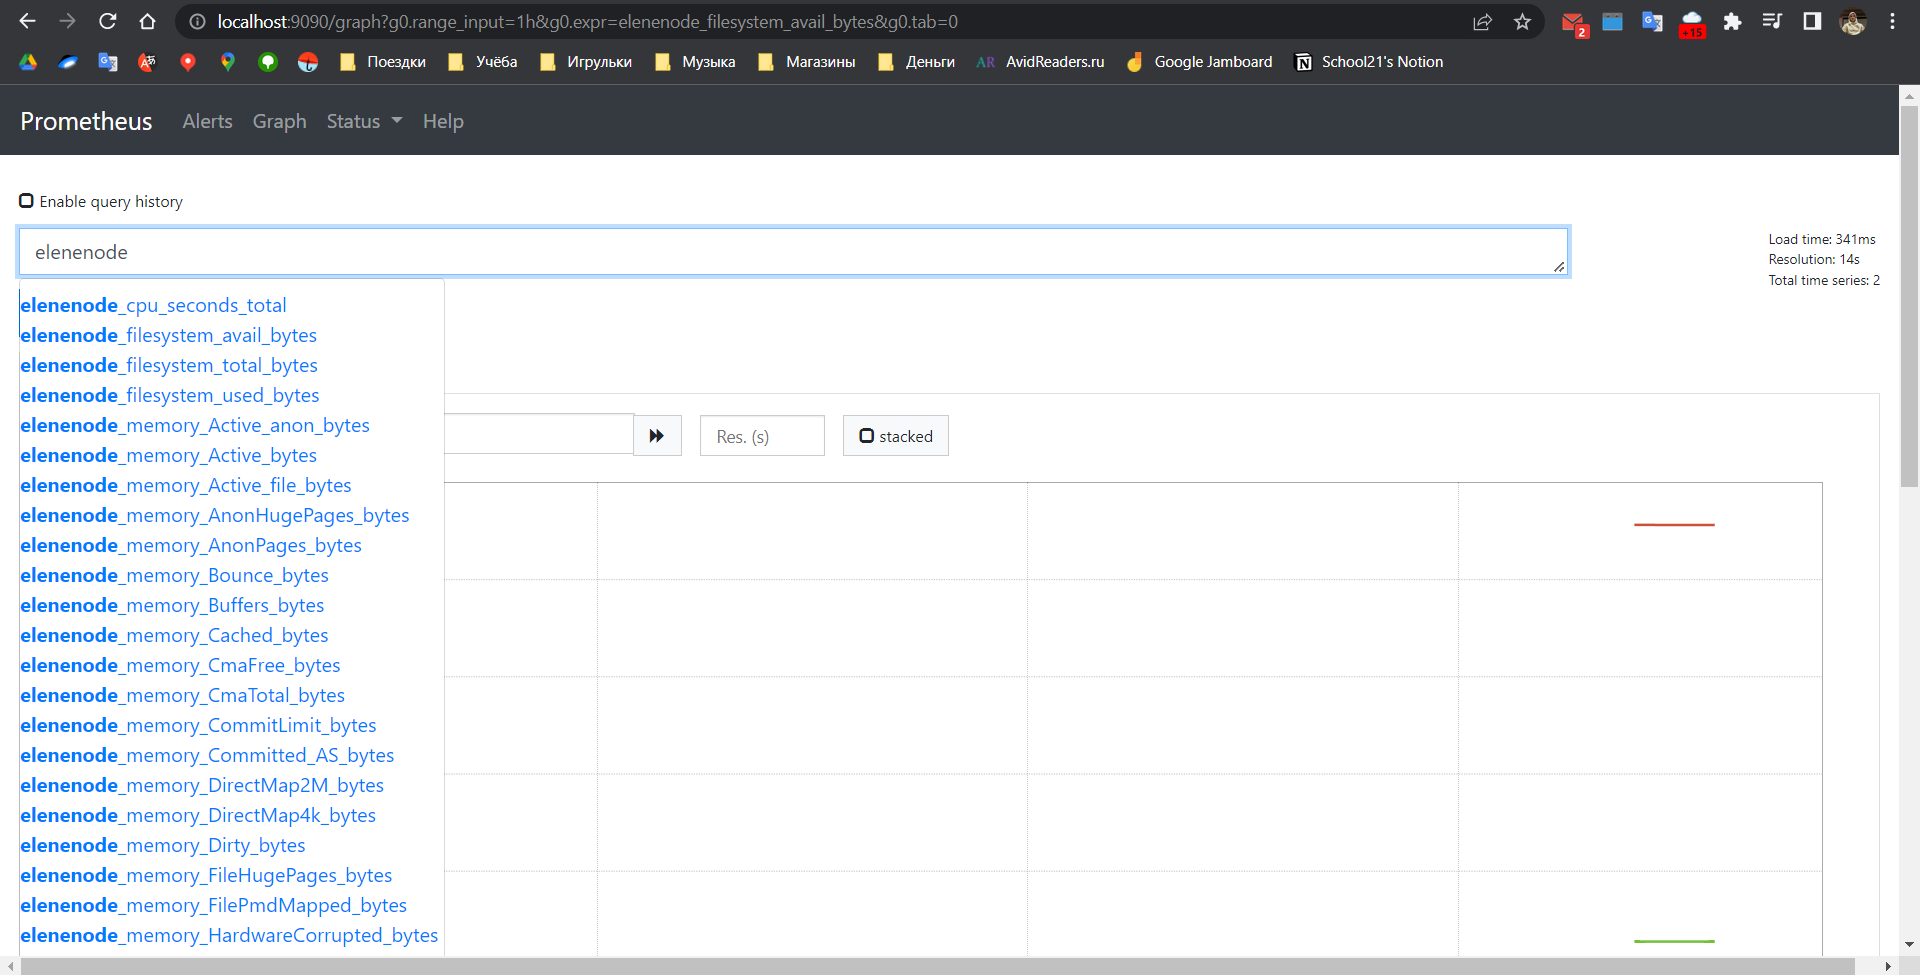 localhost:9090/graph?g0.range_input=1h&g0.expr=elenenode_filesystem_avail_bytes&g0.tab=0
2
+15
Поездки
Учёба
Игрульки
Музыка
Магазины
Деньги
AR AvidReaders.ru
Google Jamboard
School21's Notion
Prometheus Alerts Graph Status Help
Enable query history
elenenode
Load time: 341ms
Resolution: 14s
Total time series: 2
elenenode_cpu_seconds_total
elenenode_filesystem_avail_bytes
elenenode_filesystem_total_bytes
elenenode_filesystem_used_bytes
elenenode_memory_Active_anon_bytes
elenenode_memory_Active_bytes
elenenode_memory_Active_file_bytes
elenenode_memory_AnonHugePages_bytes
elenenode_memory_AnonPages_bytes
elenenode_memory_Bounce_bytes
elenenode_memory_Buffers_bytes
elenenode_memory_Cached_bytes
elenenode_memory_CmaFree_bytes
elenenode_memory_CmaTotal_bytes
elenenode_memory_CommitLimit_bytes
elenenode_memory_Committed_AS_bytes
elenenode_memory_DirectMap2M_bytes
elenenode_memory_DirectMap4k_bytes
elenenode_memory_Dirty_bytes
elenenode_memory_FileHugePages_bytes
elenenode_memory_FilePmdMapped_bytes
elenenode_memory_HardwareCorrupted_bytes
Res. (s)
stacked